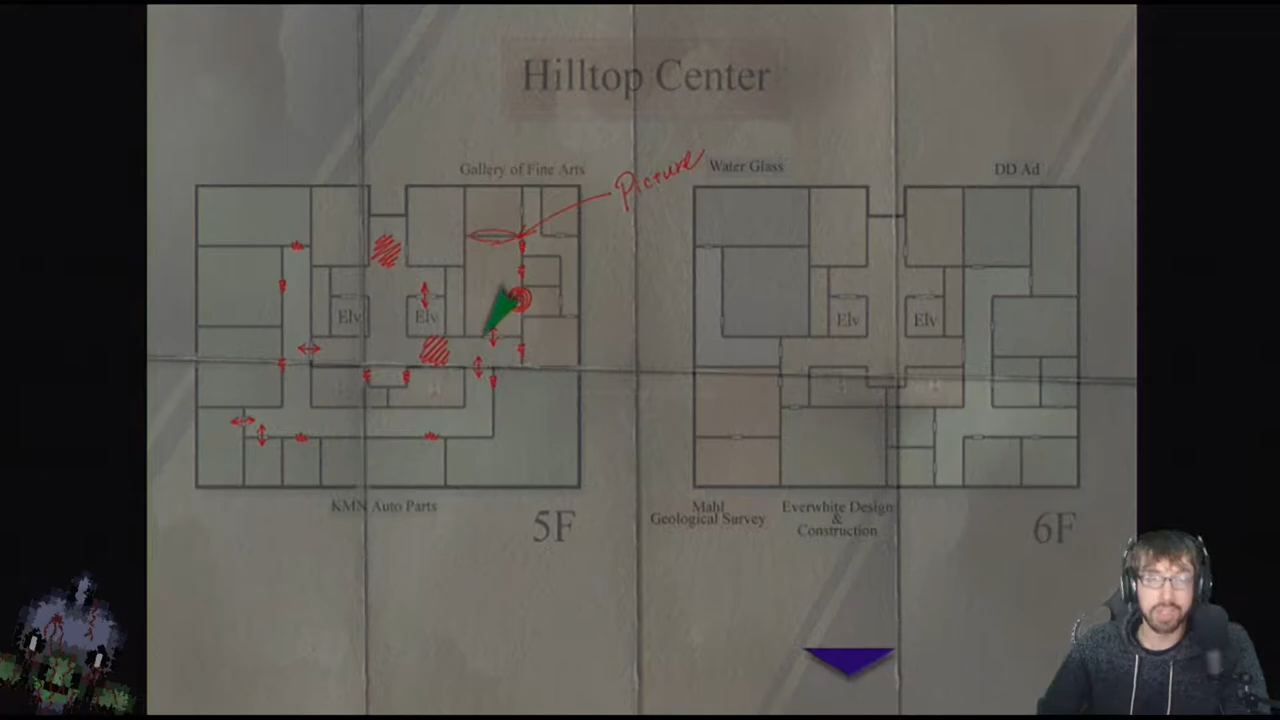 Hilltop Center
Gallery of Fine Arts
Picture
Water Glass
DD Ad
Elv
Elv
Elv
Elv
KMN Auto Parts
5F
Mahl
Geological Survey
Everwhite Design
&
Construction
6F